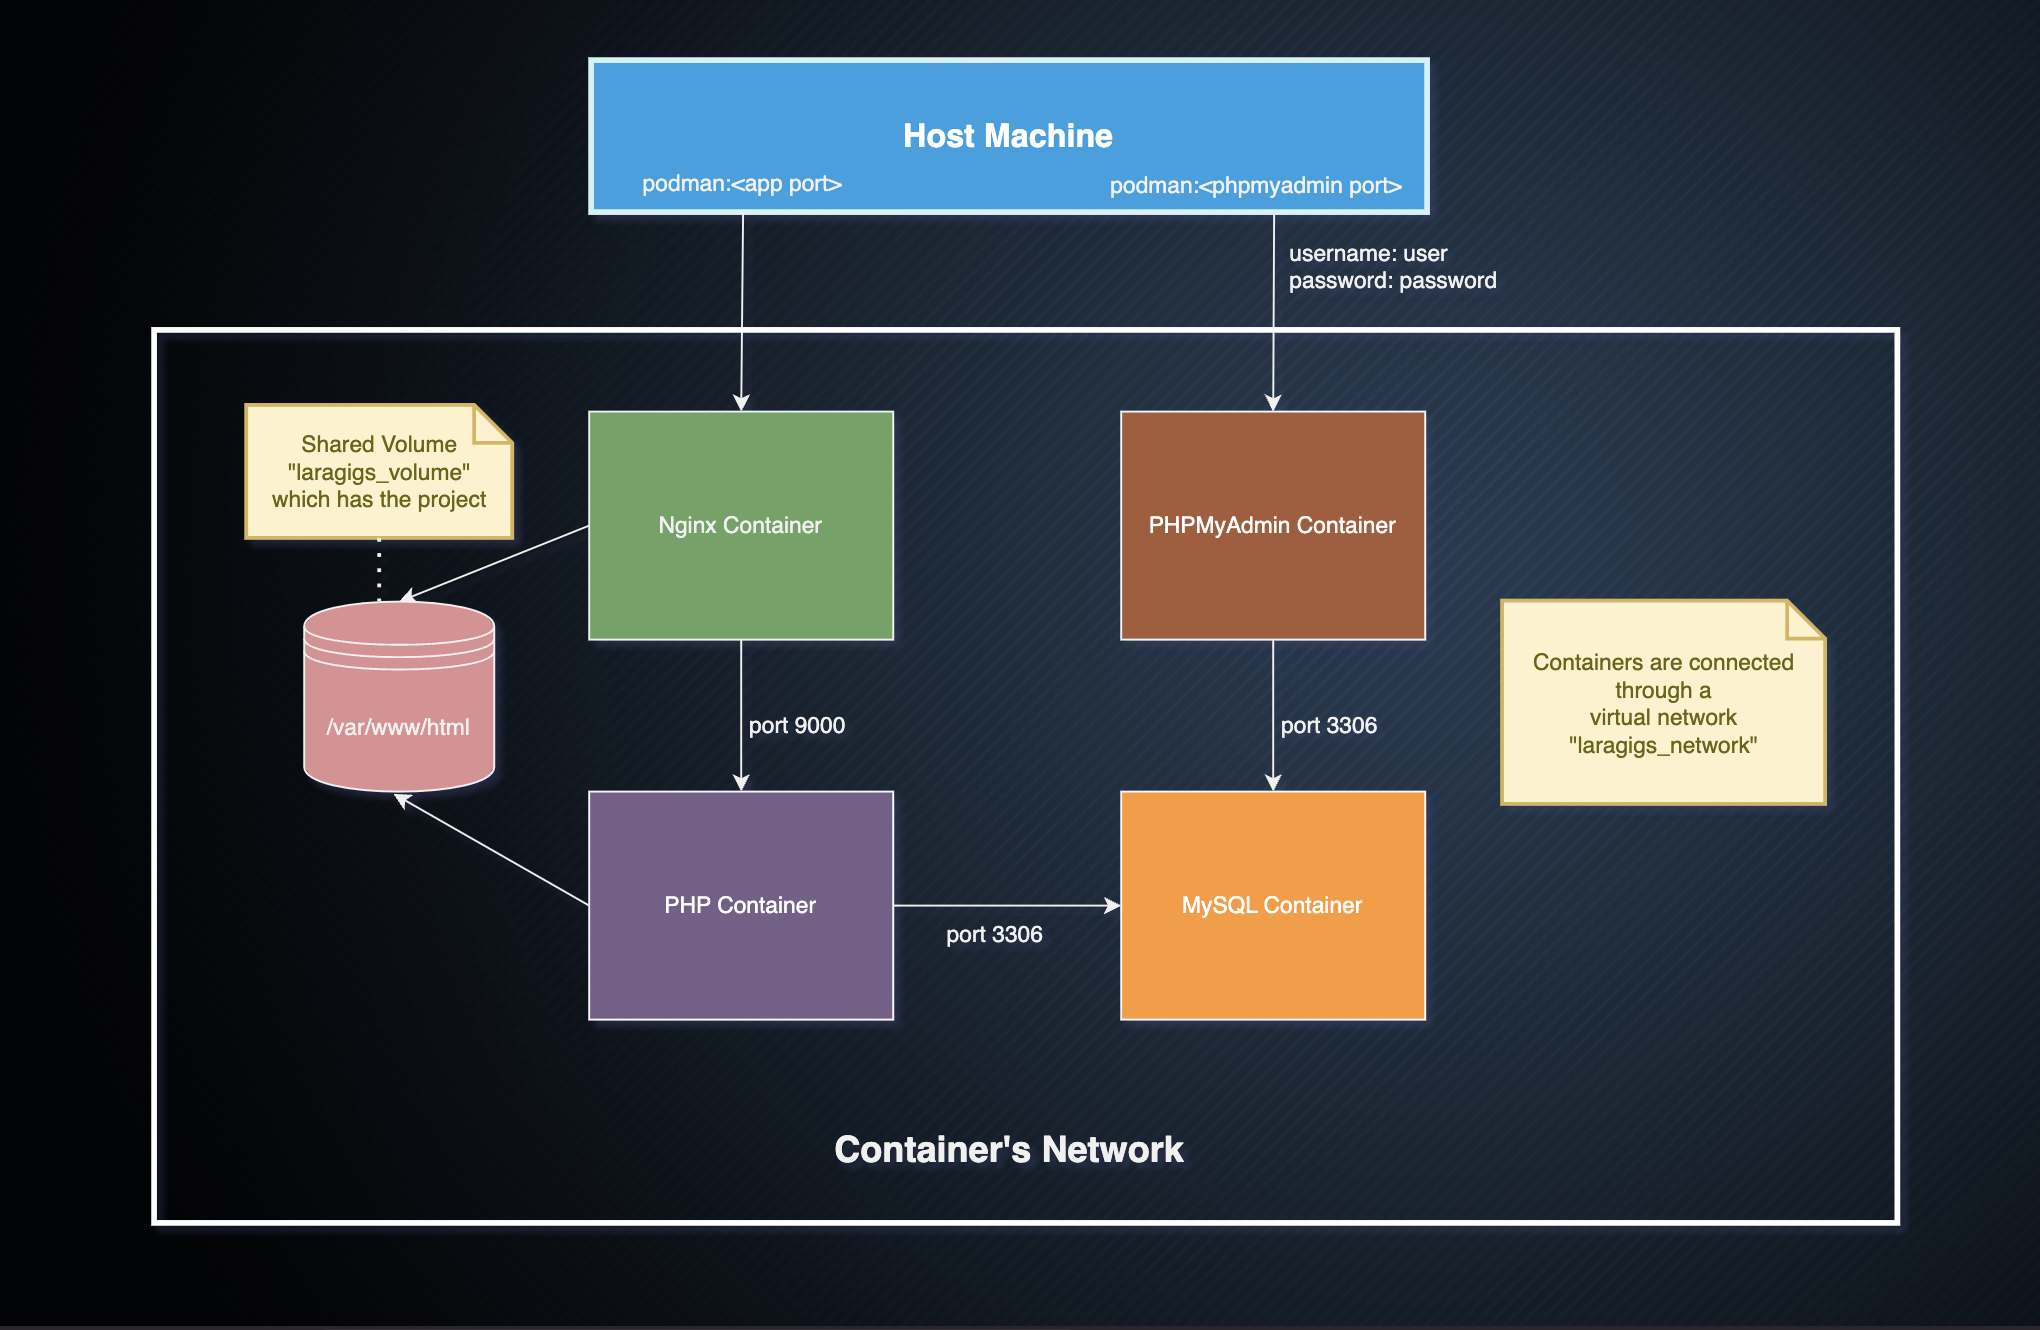 Host Machine
podman:<app port>
podman:<phpmyadmin port>
username: user
password: password
Shared Volume
"laragigs_volume"
which has the project
Nginx Container
PHPMyAdmin Container
/var/www/html
port 9000
port 3306
Containers are connected
through a
virtual network
"laragigs_network"
PHP Container
port 3306
MySQL Container
Container's Network